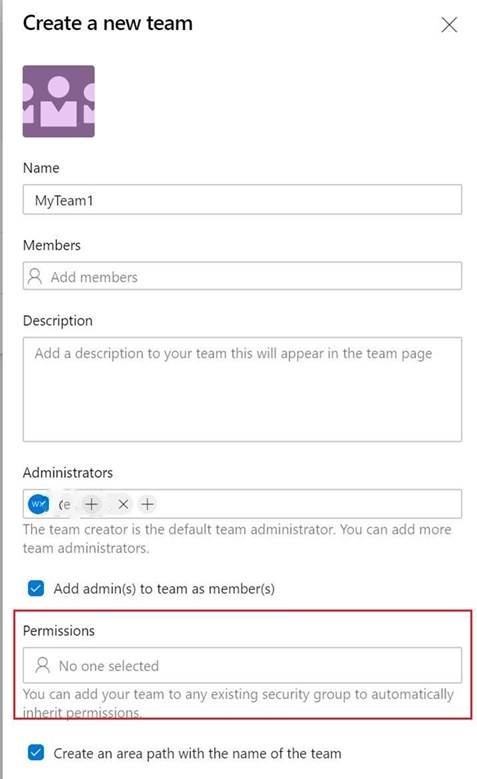 Create a new team
Name
MyTeam1
Members
Add members
Description
Add a description to your team this will appear in the team page
Administrators
The team creator is the default team administrator. You can add more
team administrators.
Add admin(s) to team as member(s)
Permissions
No one selected
You can add your team to any existing security group to automatically
inherit permissions.
Create an area path with the name of the team